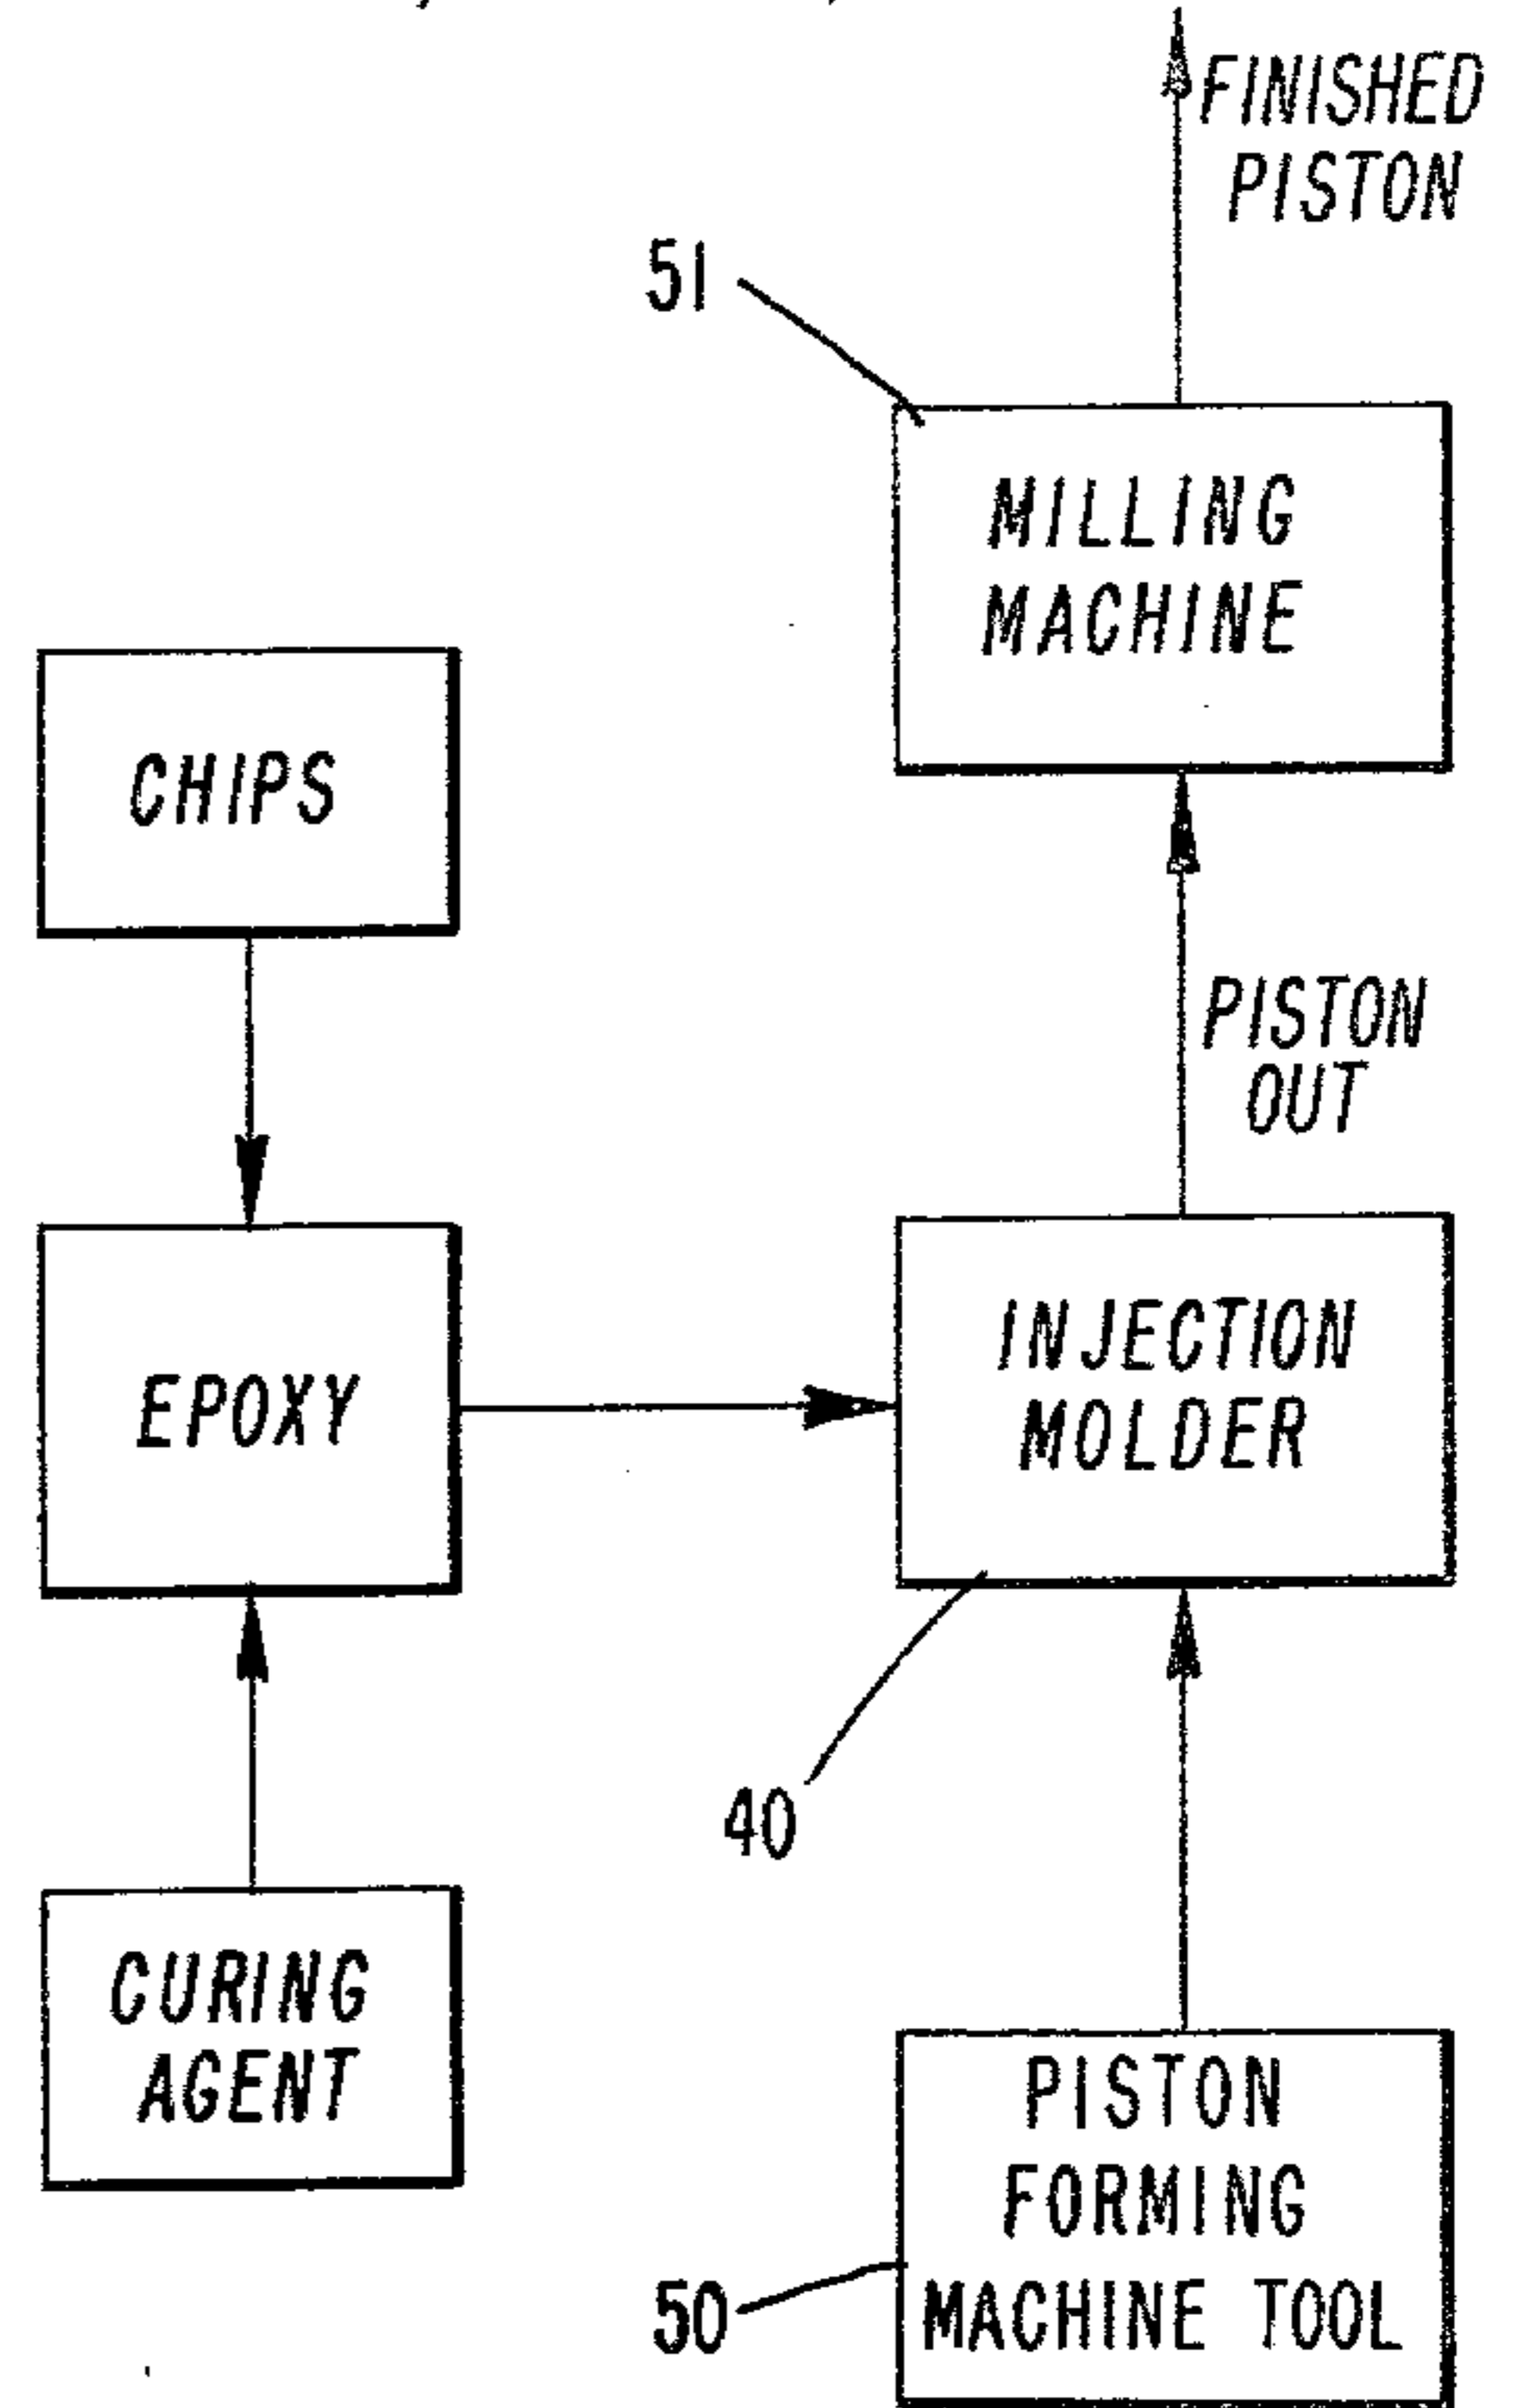 FINISHED
PISTON
51
MILLING
MACHINE
CHIPS
PISTON
OUT
EPOXY
INJECTION
MOLDER
40
CURING
AGENT
PISTON
FORMING
MACHINE TOOL
50